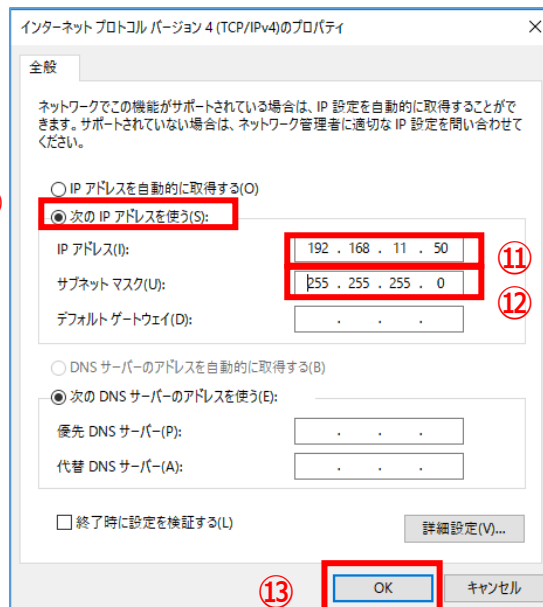 インターネット プロトコル バージョン 4 (TCP/IPv4)のプロパティ
全般
ネットワークでこの機能がサポートされている場合は、IP 設定を自動的に取得することがで
きます。サポートされていない場合は、ネットワーク管理者に適切な IP 設定を問い合わせて
ください。
IP アドレスを自動的に取得する(O)
次の IP アドレスを使う(S):
IP アドレス(I): 192 . 168 . 11 . 50 ⑪
サブネット マスク(U): 255 . 255 . 255 . 0 ⑫
デフォルト ゲートウェイ(D): . . .
DNS サーバーのアドレスを自動的に取得する(B)
次の DNS サーバーのアドレスを使う(E):
優先 DNS サーバー(P): . . .
代替 DNS サーバー(A): . . .
終了時に設定を検証する(L)
詳細設定(V)...
⑬ OK キャンセル